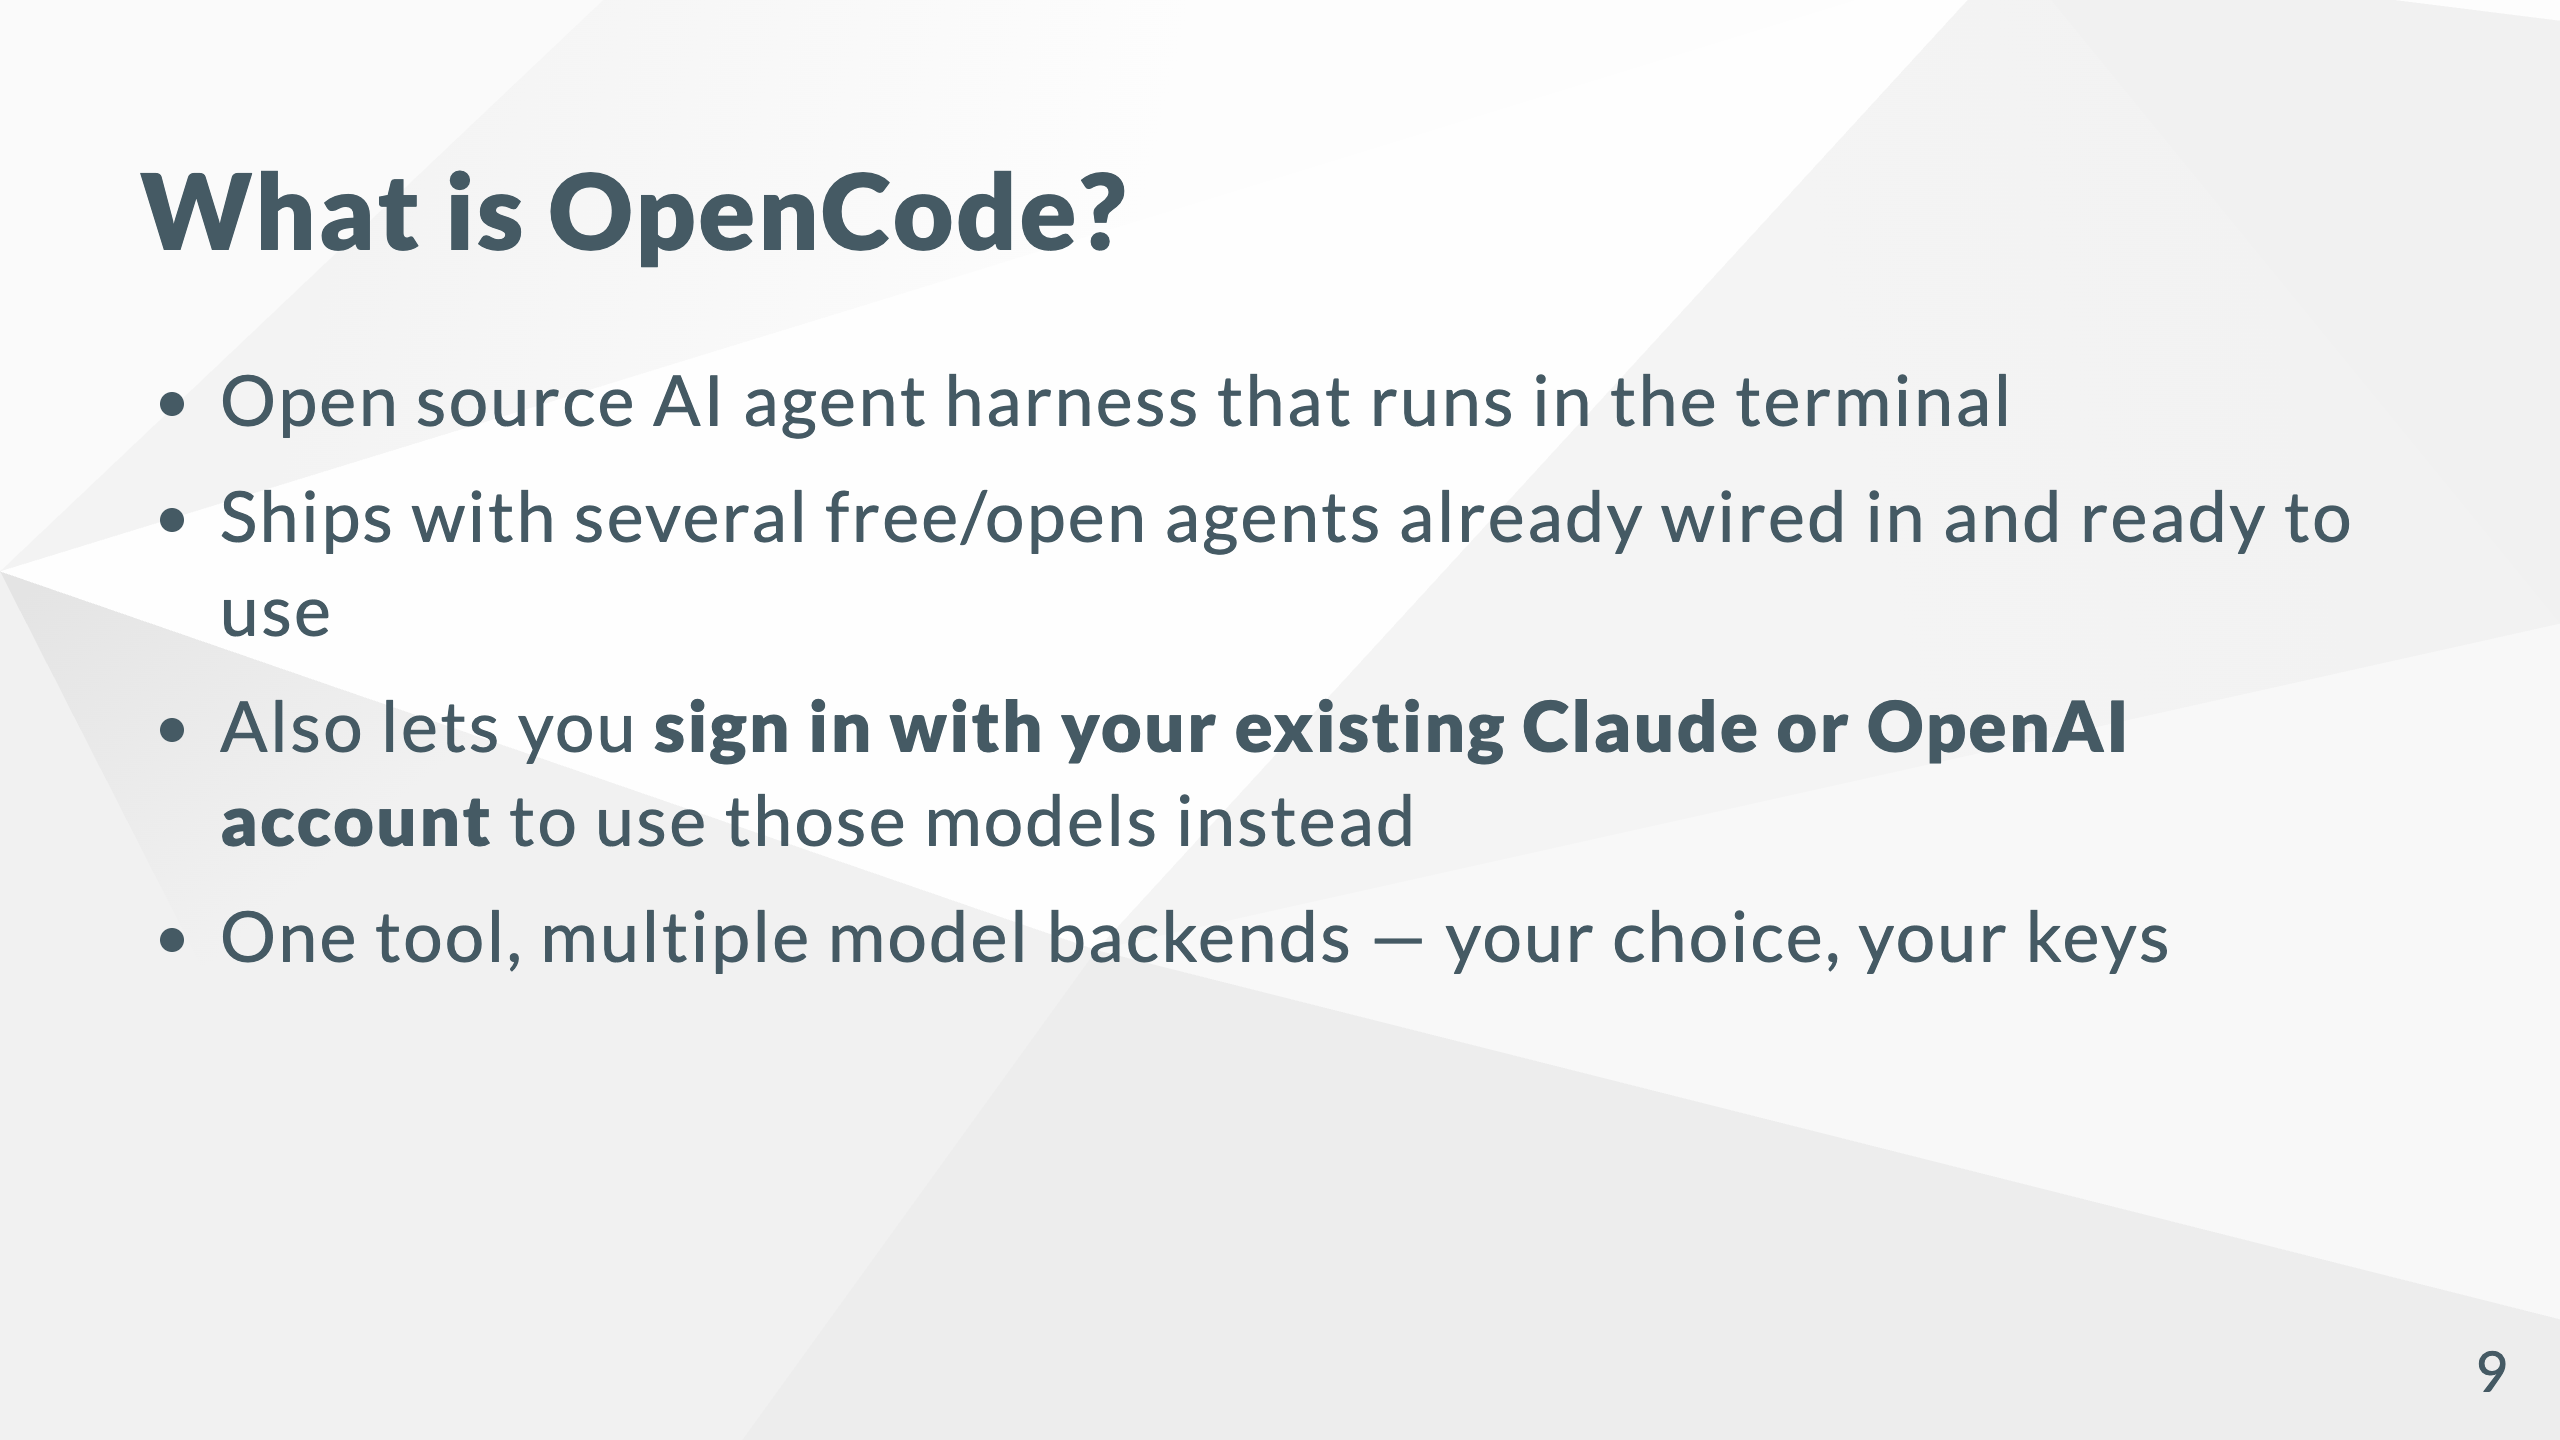 What is OpenCode?
• Open source AI agent harness that runs in the terminal
• Ships with several free/open agents already wired in and ready to
use
• Also lets you sign in with your existing Claude or OpenAI
account to use those models instead
• One tool, multiple model backends — your choice, your keys
9